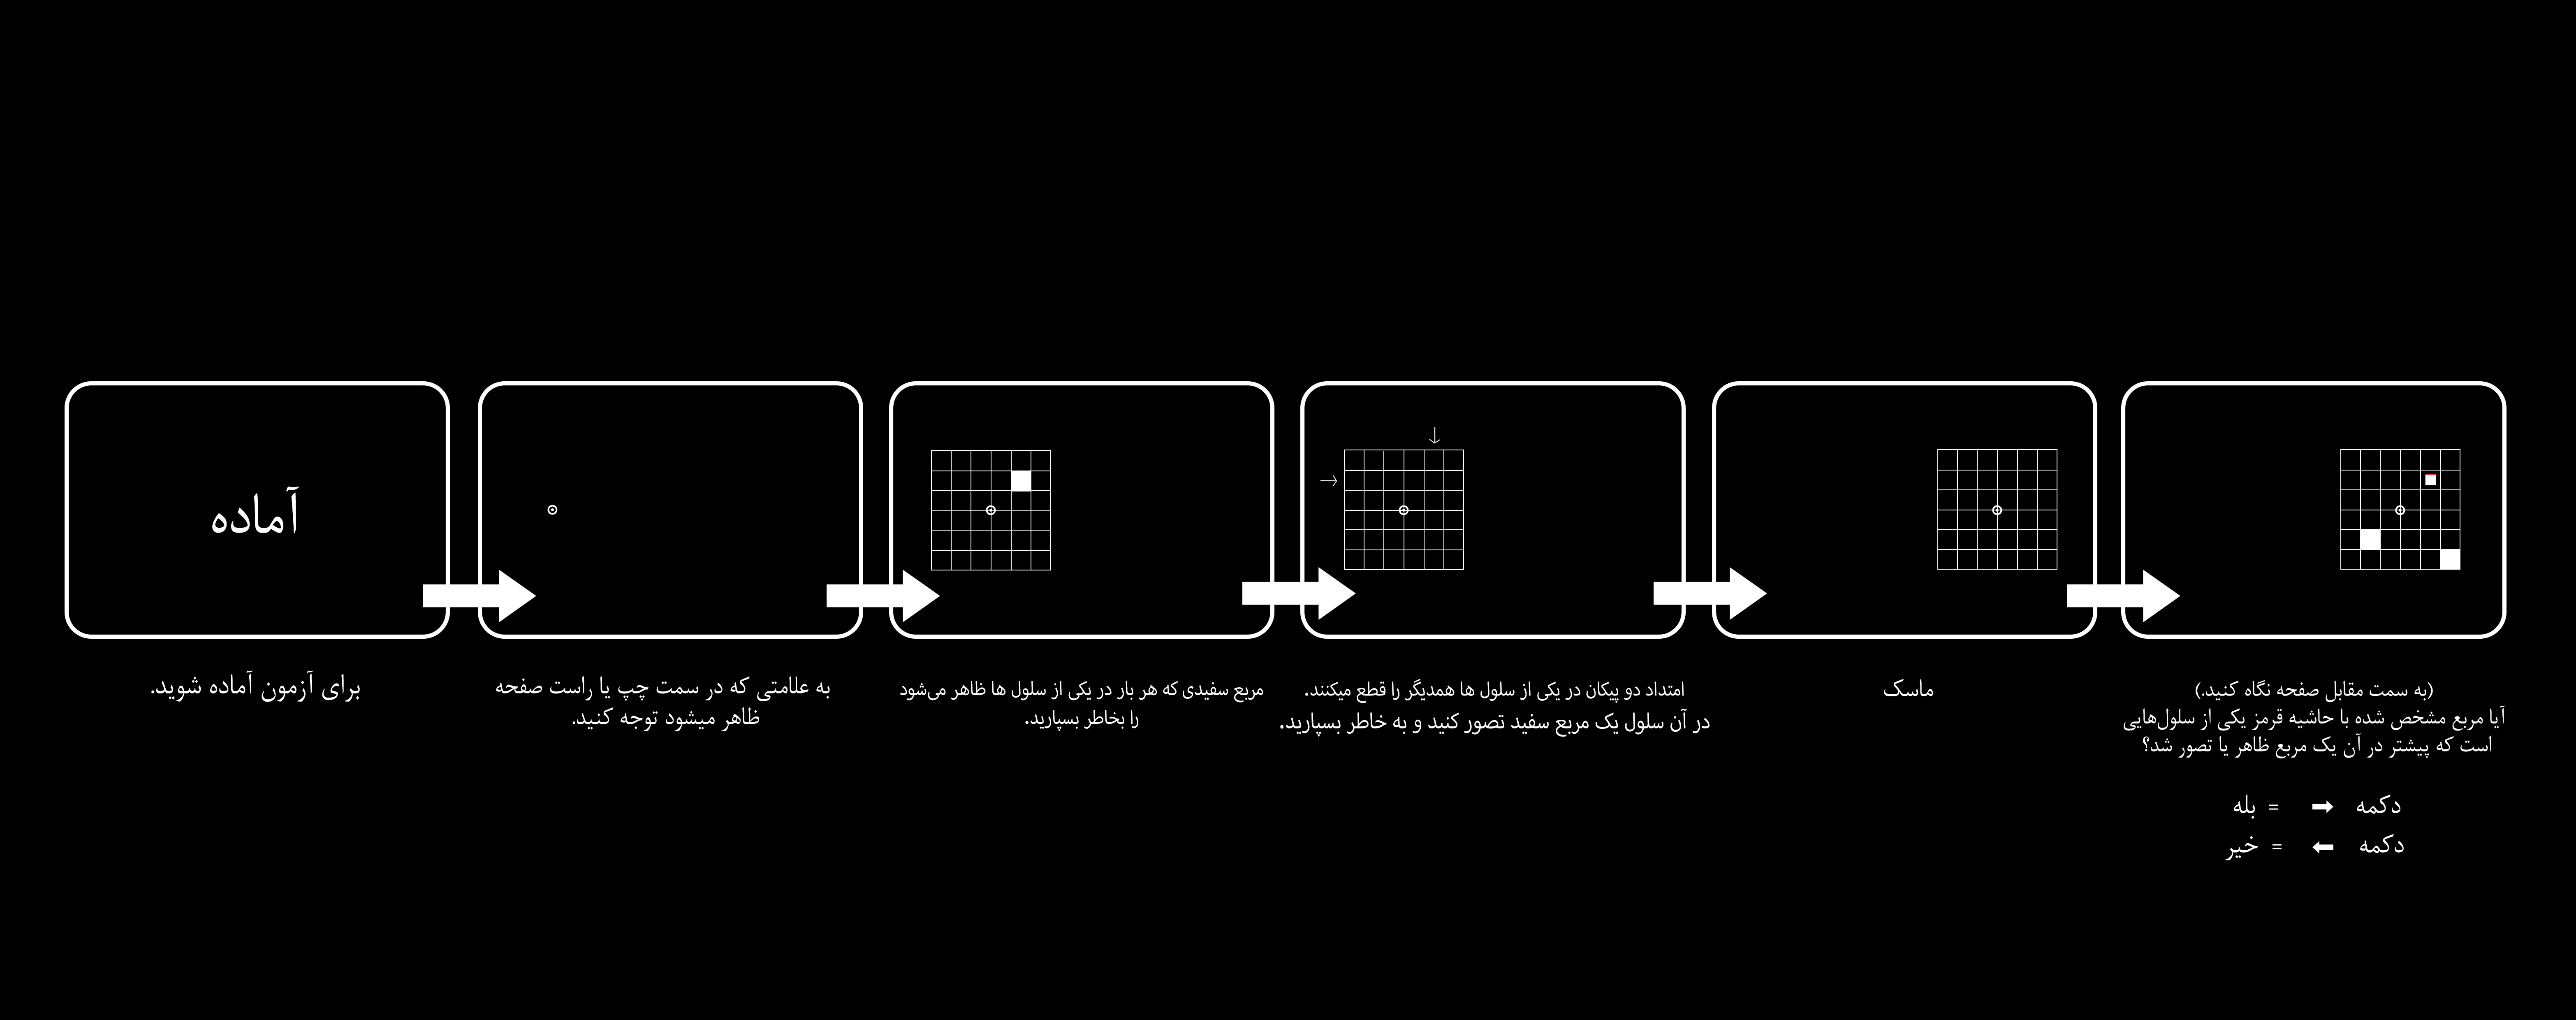 آماده
برای آزمون آماده شوید.
به علامتی که در سمت چپ یا راست صفحه
ظاهر میشود توجه کنید.
مربع سفیدی که هر بار در یکی از سلول ها ظاهر می‌شود
را بخاطر بسپارید.
امتداد دو پیکان در یکی از سلول ها همدیگر را قطع میکنند.
در آن سلول یک مربع سفید تصور کنید و به خاطر بسپارید.
ماسک
(به سمت مقابل صفحه نگاه کنید.)
آیا مربع مشخص شده با حاشیه قرمز یکی از سلول‌هایی
است که پیشتر در آن یک مربع ظاهر یا تصور شد؟
دکمه ➡ = بله
دکمه ⬅ = خیر